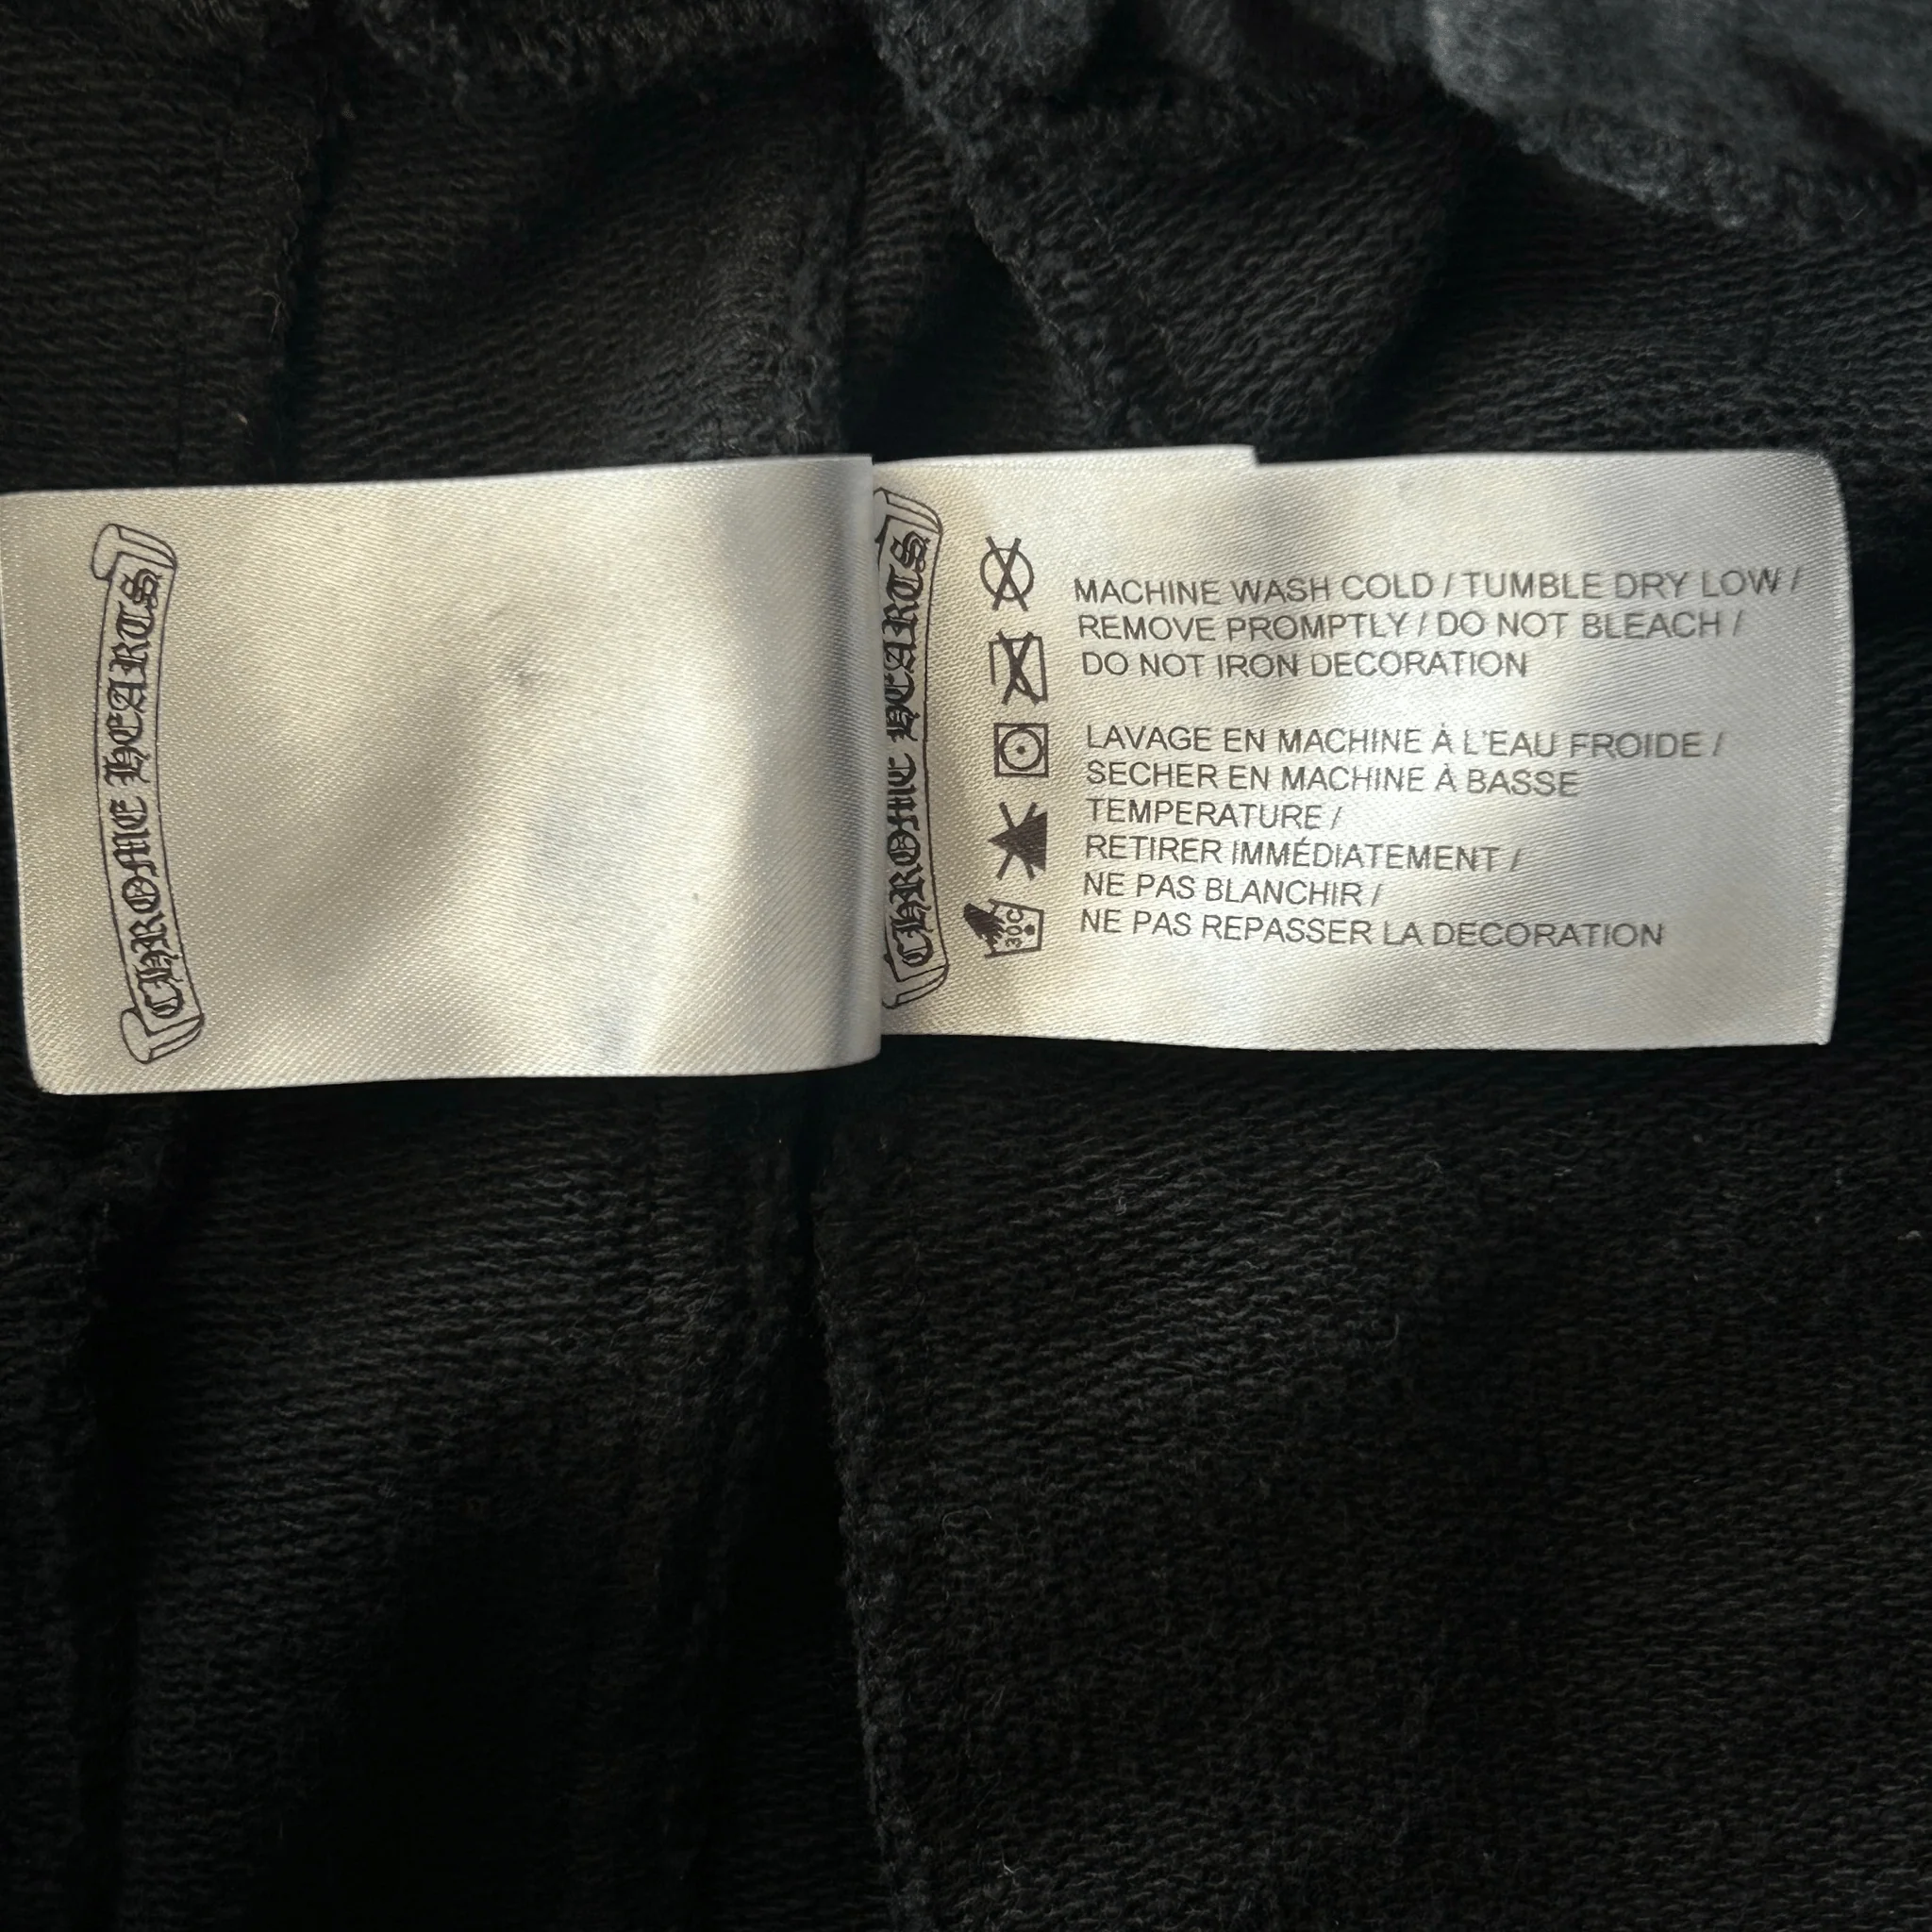 CHROME HEARTS
CHROME HEARTS
MACHINE WASH COLD / TUMBLE DRY LOW /
REMOVE PROMPTLY / DO NOT BLEACH /
DO NOT IRON DECORATION
LAVAGE EN MACHINE À L'EAU FROIDE /
SECHER EN MACHINE À BASSE
TEMPERATURE /
RETIRER IMMÉDIATEMENT /
NE PAS BLANCHIR /
NE PAS REPASSER LA DECORATION
30C